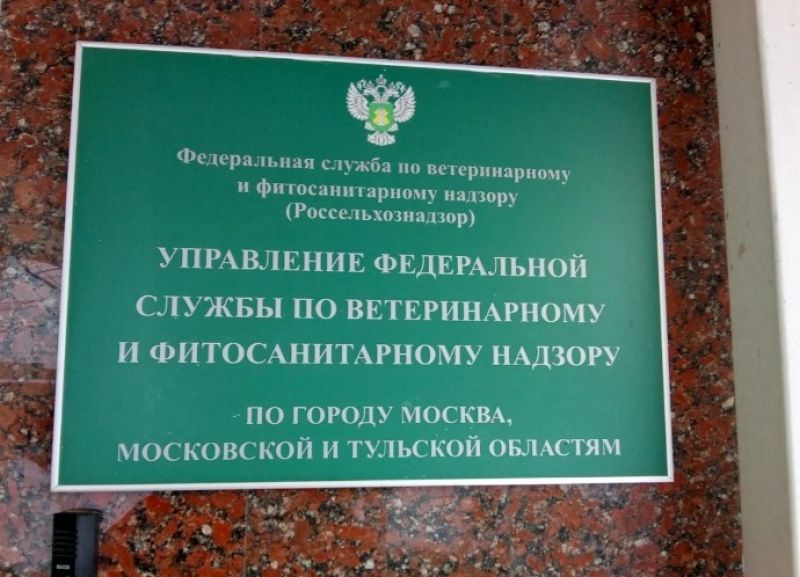 Федеральная служба по ветеринарному
и фитосанитарному надзору
(Россельхознадзор)
УПРАВЛЕНИЕ ФЕДЕРАЛЬНОЙ
СЛУЖБЫ ПО ВЕТЕРИНАРНОМУ
И ФИТОСАНИТАРНОМУ НАДЗОРУ
ПО ГОРОДУ МОСКВА,
МОСКОВСКОЙ И ТУЛЬСКОЙ ОБЛАСТЯМ